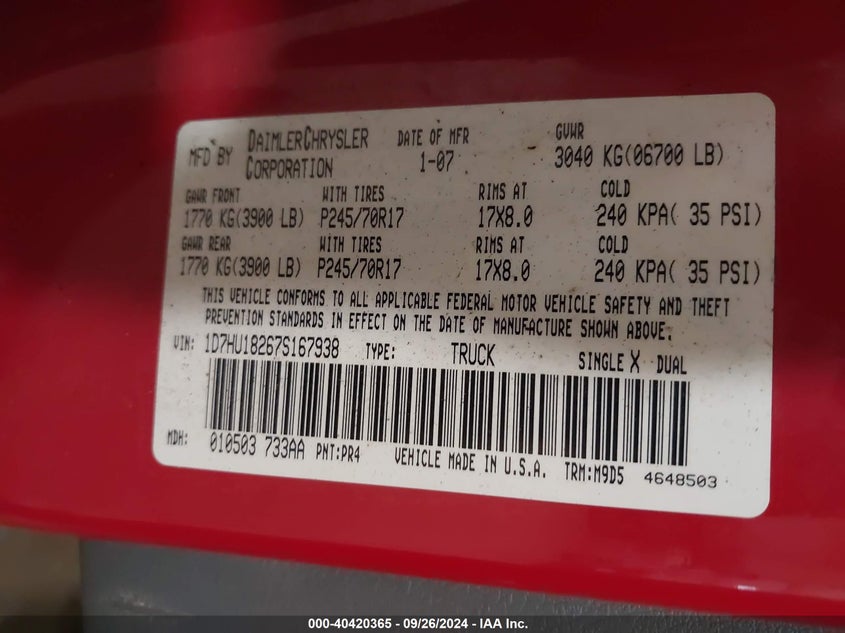 MFD BY DAIMLERCHRYSLER CORPORATION DATE OF MFR 1-07 GVWR 3040 KG(06700 LB)
GAWR FRONT WITH TIRES RIMS AT COLD
1770 KG(3900 LB) P245/70R17 17X8.0 240 KPA( 35 PSI)
GAWR REAR WITH TIRES RIMS AT COLD
1770 KG(3900 LB) P245/70R17 17X8.0 240 KPA( 35 PSI)
THIS VEHICLE CONFORMS TO ALL APPLICABLE FEDERAL MOTOR VEHICLE SAFETY AND THEFT
PREVENTION STANDARDS IN EFFECT ON THE DATE OF MANUFACTURE SHOWN ABOVE.
VIN: 1D7HU18267S167938 TYPE: TRUCK SINGLE X DUAL
MDH: 010503 733AA PNT:PR4 VEHICLE MADE IN U.S.A. TRM:M9D5 4648503
000-40420365 - 09/26/2024 - IAA Inc.